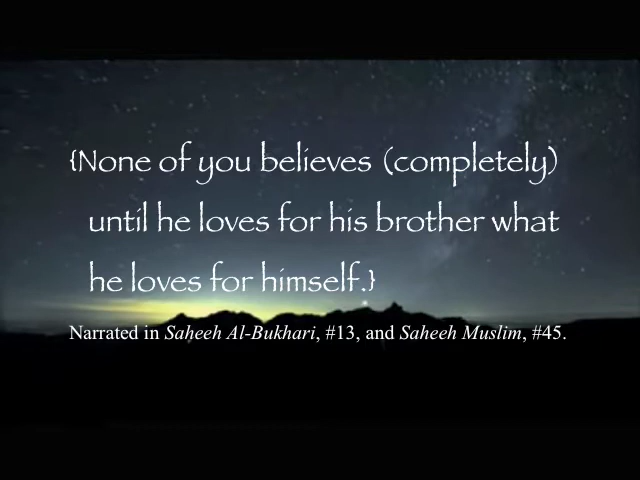 {None of you believes (completely)
until he loves for his brother what
he loves for himself.}
Narrated in Saheeh Al-Bukhari, #13, and Saheeh Muslim, #45.